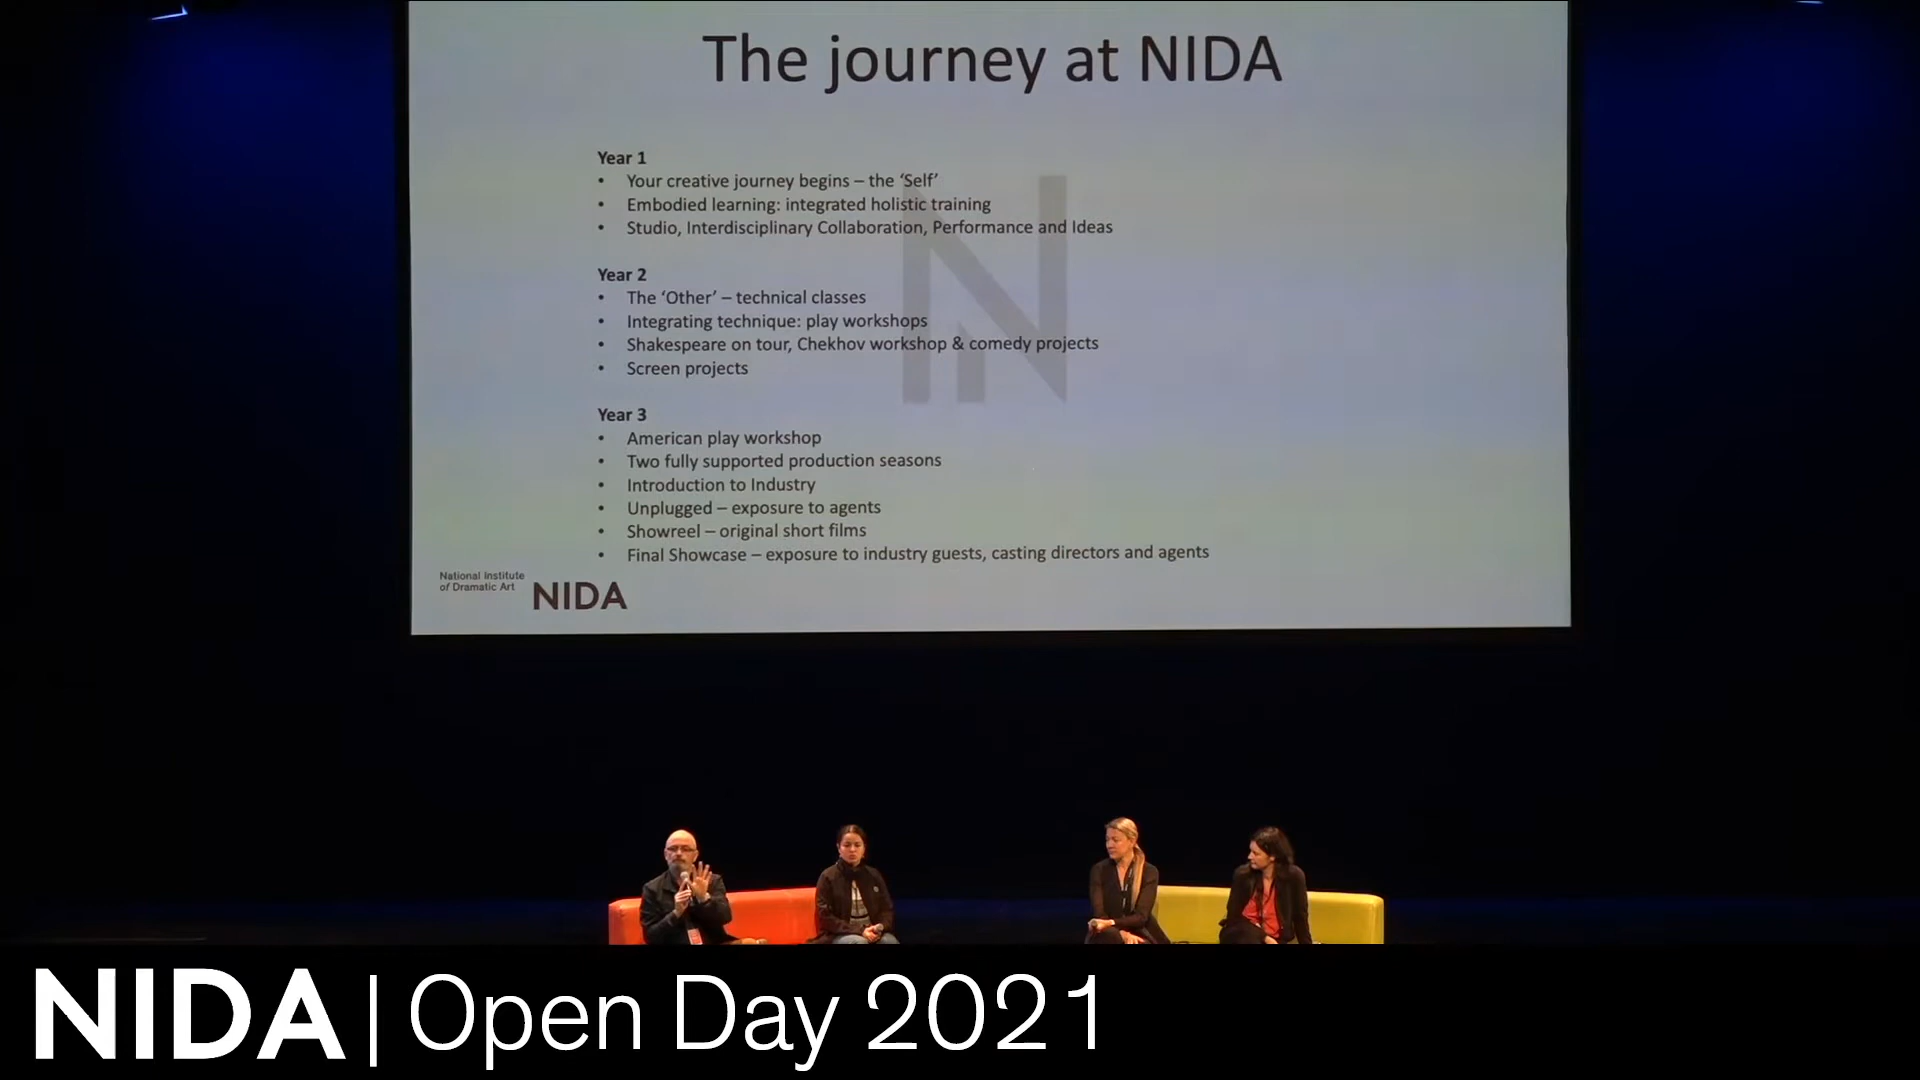 The journey at NIDA
Year 1
• Your creative journey begins – the ‘Self’
• Embodied learning: integrated holistic training
• Studio, Interdisciplinary Collaboration, Performance and Ideas
Year 2
• The ‘Other’ – technical classes
• Integrating technique: play workshops
• Shakespeare on tour, Chekhov workshop & comedy projects
• Screen projects
Year 3
• American play workshop
• Two fully supported production seasons
• Introduction to Industry
• Unplugged – exposure to agents
• Showreel – original short films
• Final Showcase – exposure to industry guests, casting directors and agents
National Institute
of Dramatic Art
NIDA
NIDA | Open Day 2021